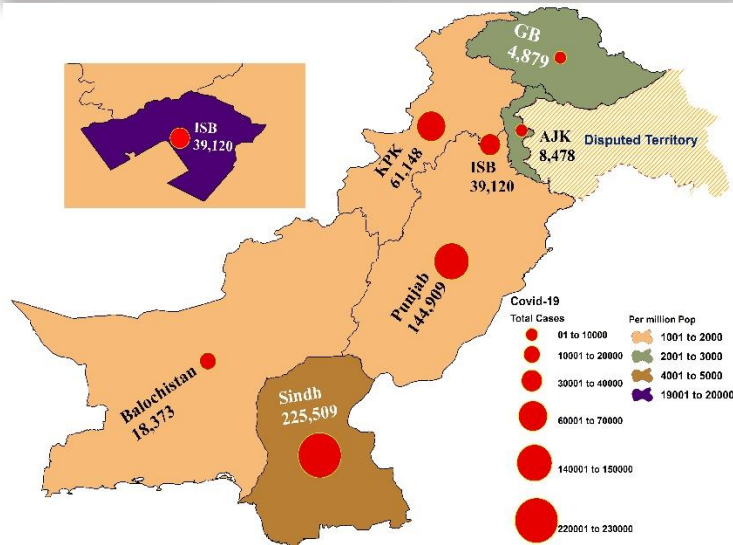 GB
4,879
ISB
39,120
AJK
8,478
Disputed Territory
KPK
61,148
ISB
39,120
Punjab
144,909
Balochistan
18,373
Sindh
225,509
Covid-19
Total Cases
01 to 10000
10001 to 20000
30001 to 40000
60001 to 70000
140001 to 150000
220001 to 230000
Per million Pop
1001 to 2000
2001 to 3000
4001 to 5000
19001 to 20000